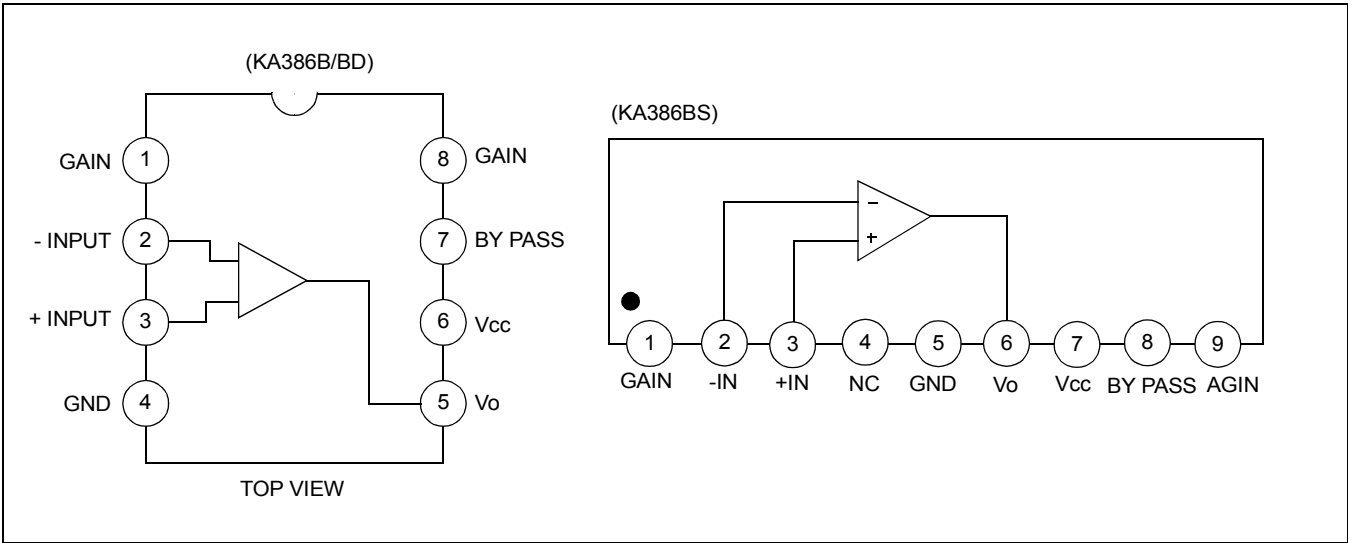 (KA386B/BD)
1
GAIN
2
- INPUT
3
+ INPUT
4
GND
8
GAIN
7
BY PASS
6
Vcc
5
Vo
TOP VIEW
(KA386BS)
−
+
1
2
3
4
5
6
7
8
9
GAIN
-IN
+IN
NC
GND
Vo
Vcc
BY PASS
AGIN